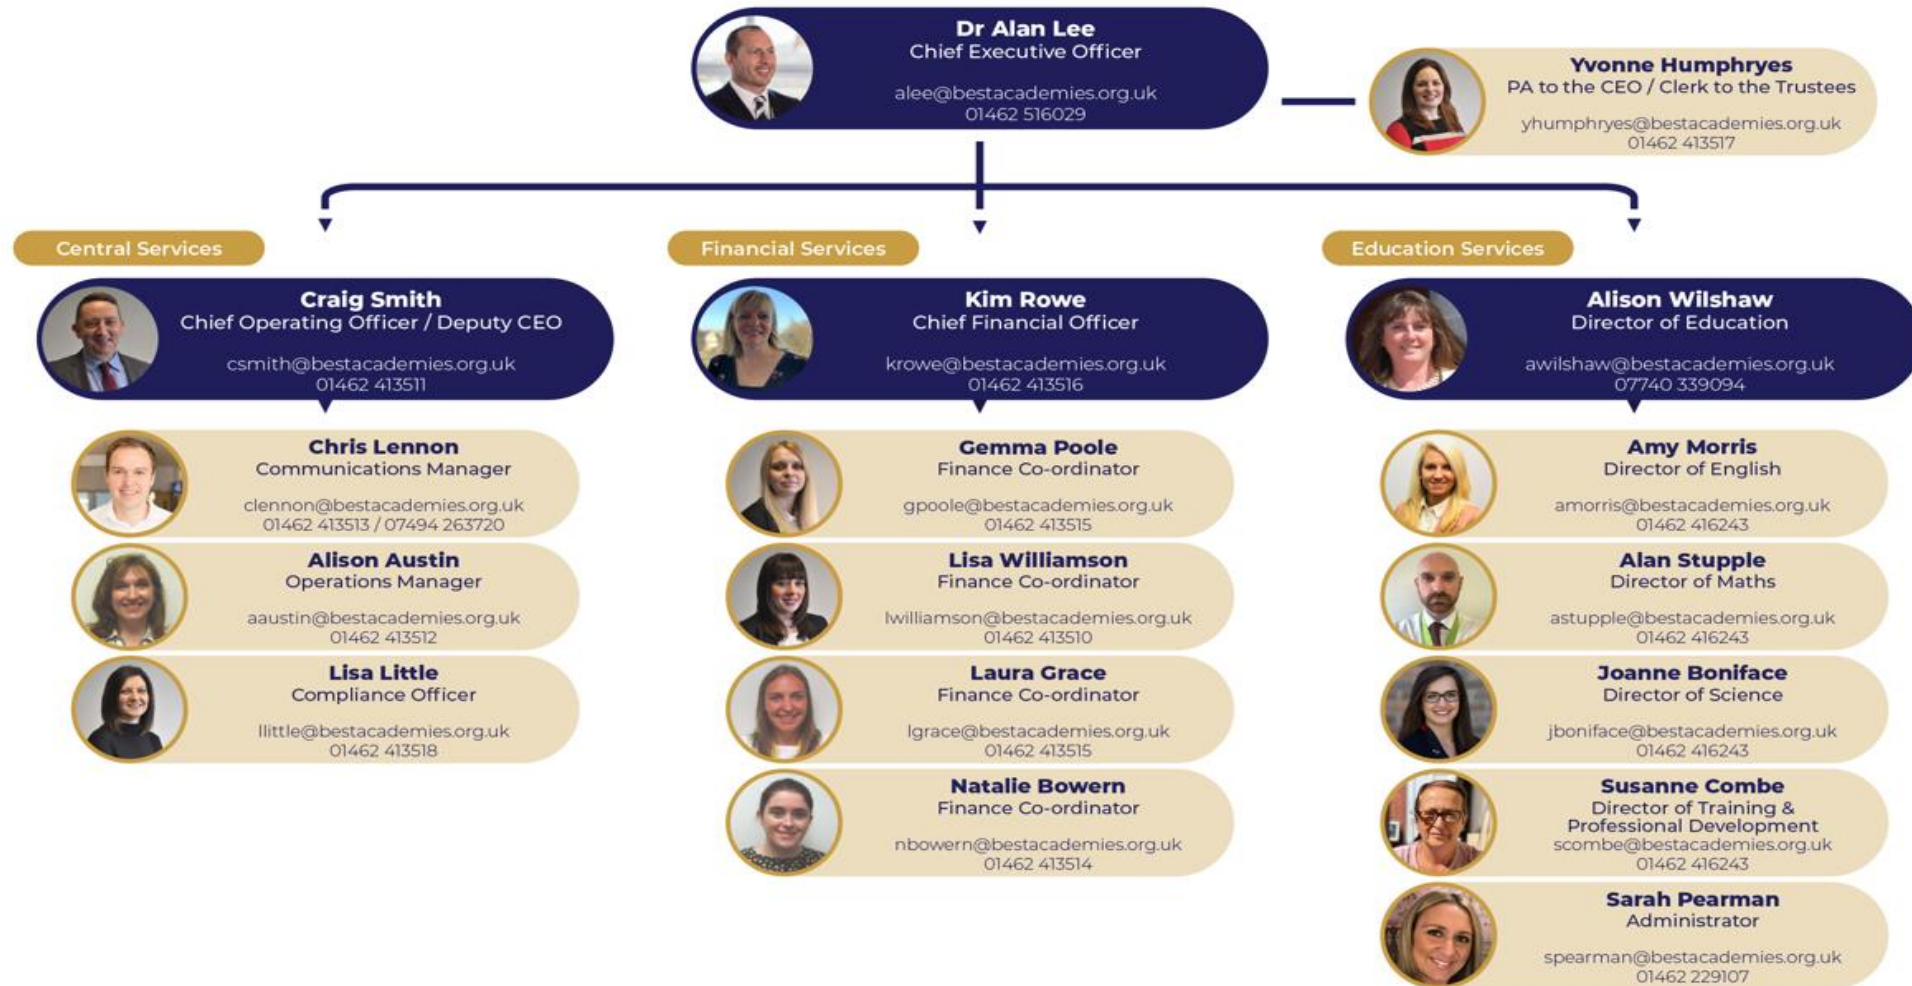 Dr Alan Lee
Chief Executive Officer
alee@bestacademies.org.uk
01462 516029
Yvonne Humphryes
PA to the CEO / Clerk to the Trustees
yhumphryes@bestacademies.org.uk
01462 413517
Central Services
Craig Smith
Chief Operating Officer / Deputy CEO
csmith@bestacademies.org.uk
01462 413511
Chris Lennon
Communications Manager
clennon@bestacademies.org.uk
01462 413513 / 07494 263720
Alison Austin
Operations Manager
aaustin@bestacademies.org.uk
01462 413512
Lisa Little
Compliance Officer
llittle@bestacademies.org.uk
01462 413518
Financial Services
Kim Rowe
Chief Financial Officer
krowe@bestacademies.org.uk
01462 413516
Gemma Poole
Finance Co-ordinator
gpoole@bestacademies.org.uk
01462 413515
Lisa Williamson
Finance Co-ordinator
lwilliamson@bestacademies.org.uk
01462 413510
Laura Grace
Finance Co-ordinator
lgrace@bestacademies.org.uk
01462 413515
Natalie Bowern
Finance Co-ordinator
nbowern@bestacademies.org.uk
01462 413514
Education Services
Alison Wilshaw
Director of Education
awilshaw@bestacademies.org.uk
07740 339094
Amy Morris
Director of English
amorris@bestacademies.org.uk
01462 416243
Alan Stupple
Director of Maths
astupple@bestacademies.org.uk
01462 416243
Joanne Boniface
Director of Science
jboniface@bestacademies.org.uk
01462 416243
Susanne Combe
Director of Training &
Professional Development
scombe@bestacademies.org.uk
01462 416243
Sarah Pearman
Administrator
spearman@bestacademies.org.uk
01462 229107